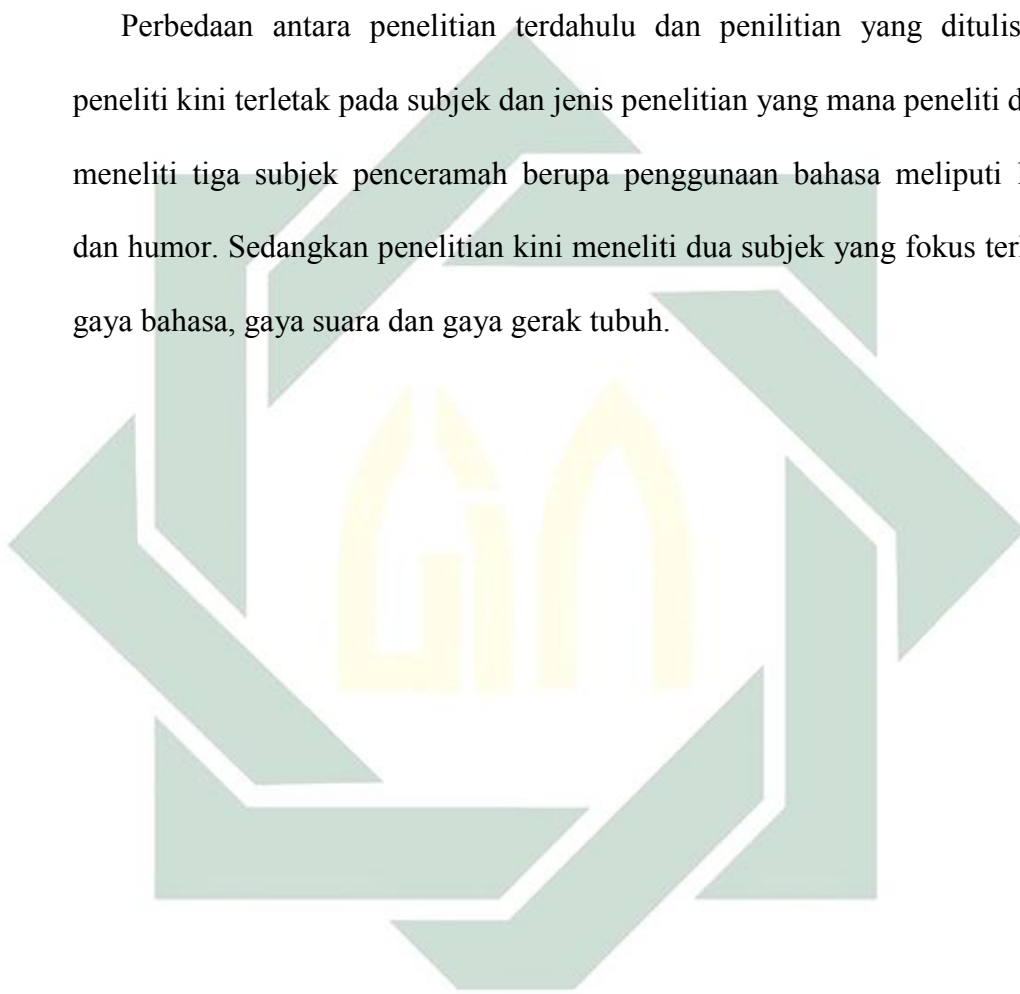 Perbedaan antara penelitian terdahulu dan penilitian yang ditulis
peneliti kini terletak pada subjek dan jenis penelitian yang mana peneliti
meneliti tiga subjek penceramah berupa penggunaan bahasa meliputi
dan humor. Sedangkan penelitian kini meneliti dua subjek yang fokus
gaya bahasa, gaya suara dan gaya gerak tubuh.